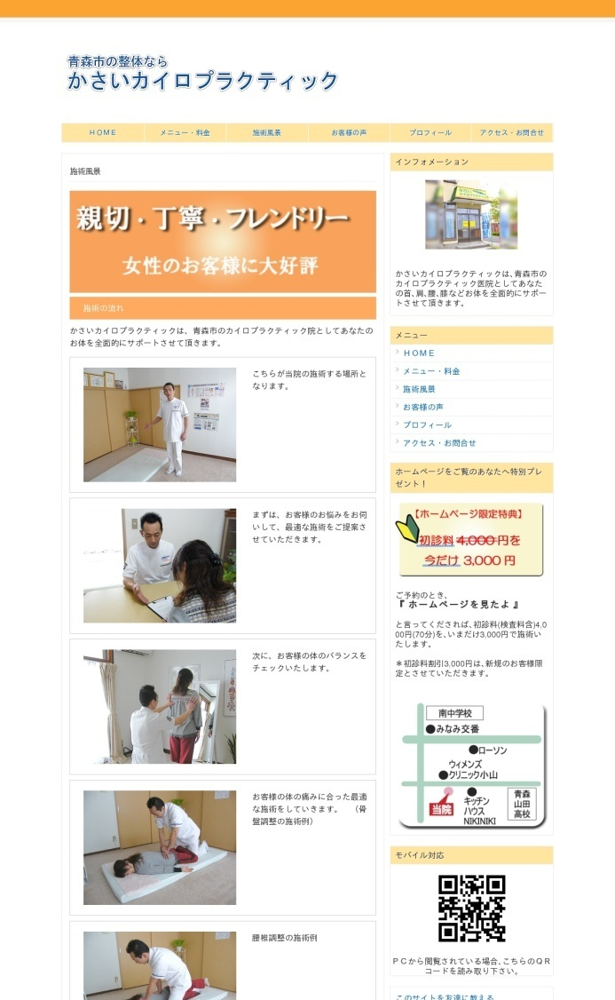 青森市の整体なら
かさいカイロプラクティック
HOME
メニュー・料金
施術風景
お客様の声
プロフィール
アクセス・お問合せ
施術風景
親切・丁寧・フレンドリー
女性のお客様に大好評
施術の流れ
かさいカイロプラクティックは、青森市のカイロプラクティック院としてあなたの
お体を全面的にサポートさせて頂きます。
こちらが当院の施術する場所と
なります。
まずは、お客様のお悩みをお伺
いして、最適な施術をご提案さ
せていただきます。
次に、お客様の体のバランスを
チェックいたします。
お客様の体の痛みに合った最適
な施術をしていきます。　（骨
盤調整の施術例）
腰椎調整の施術例
インフォメーション
かさいカイロプラクティックは、青森市の
カイロプラクティック医院としてあなた
の首、肩、腰、膝などお体を全面的にサポー
トさせて頂きます。
メニュー
HOME
メニュー・料金
施術風景
お客様の声
プロフィール
アクセス・お問合せ
ホームページをご覧のあなたへ特別プレ
ゼント！
【ホームページ限定特典】
初診料 4,000 円を
今だけ 3,000 円
ご予約のとき、
『 ホームページを見たよ 』
と言ってくだされば、初診料(検査料含)4,0
00円(70分)を、いまだけ3,000円で施術い
たします。
＊初診料割引3,000円は、新規のお客様限
定とさせていただきます。
南中学校
●みなみ交番
●ローソン
ウィメンズ
●クリニック小山
当院
キッチン
ハウス
NIKINIKI
青森
山田
高校
モバイル対応
ＰＣから閲覧されている場合、こちらのＱＲ
コードを読み取り下さい。
このサイトを友達に教える